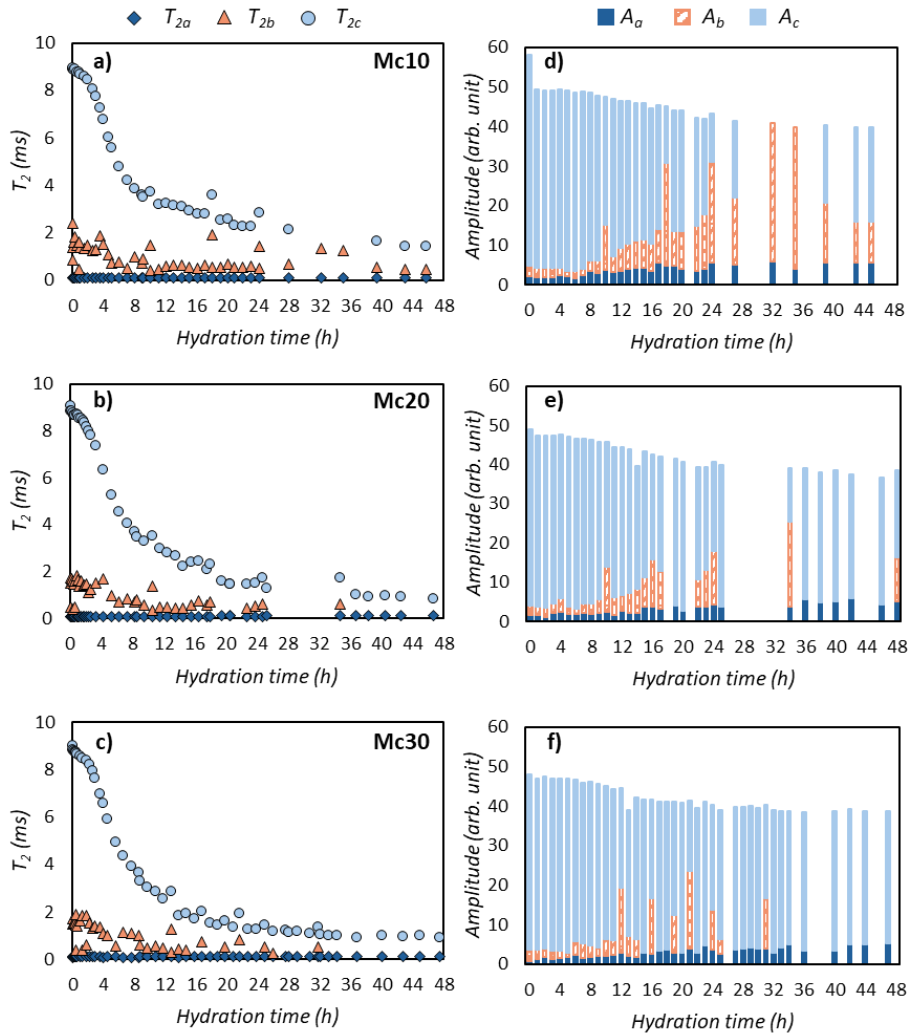 T2a T2b T2c
Aa Ab Ac
a) Mc10
10
8
6
4
2
0
T2 (ms)
0 4 8 12 16 20 24 28 32 36 40 44 48
Hydration time (h)
d)
60
50
40
30
20
10
0
Amplitude (arb. unit)
0 4 8 12 16 20 24 28 32 36 40 44 48
Hydration time (h)
b) Mc20
10
8
6
4
2
0
T2 (ms)
0 4 8 12 16 20 24 28 32 36 40 44 48
Hydration time (h)
e)
60
50
40
30
20
10
0
Amplitude (arb. unit)
0 4 8 12 16 20 24 28 32 36 40 44 48
Hydration time (h)
c) Mc30
10
8
6
4
2
0
T2 (ms)
0 4 8 12 16 20 24 28 32 36 40 44 48
Hydration time (h)
f)
60
50
40
30
20
10
0
Amplitude (arb. unit)
0 4 8 12 16 21 24 28 32 36 40 44 48
Hydration time (h)